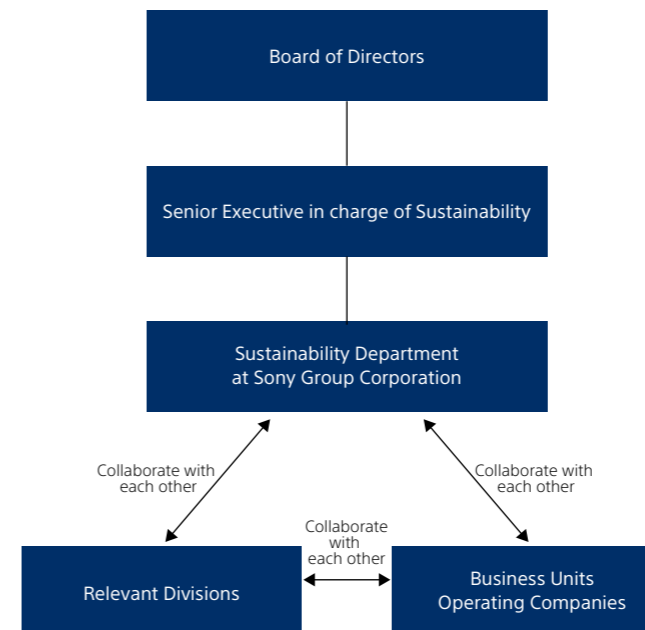 Board of Directors
Senior Executive in charge of Sustainability
Sustainability Department
at Sony Group Corporation
Collaborate with
each other
Collaborate with
each other
Collaborate
with
each other
Relevant Divisions
Business Units
Operating Companies